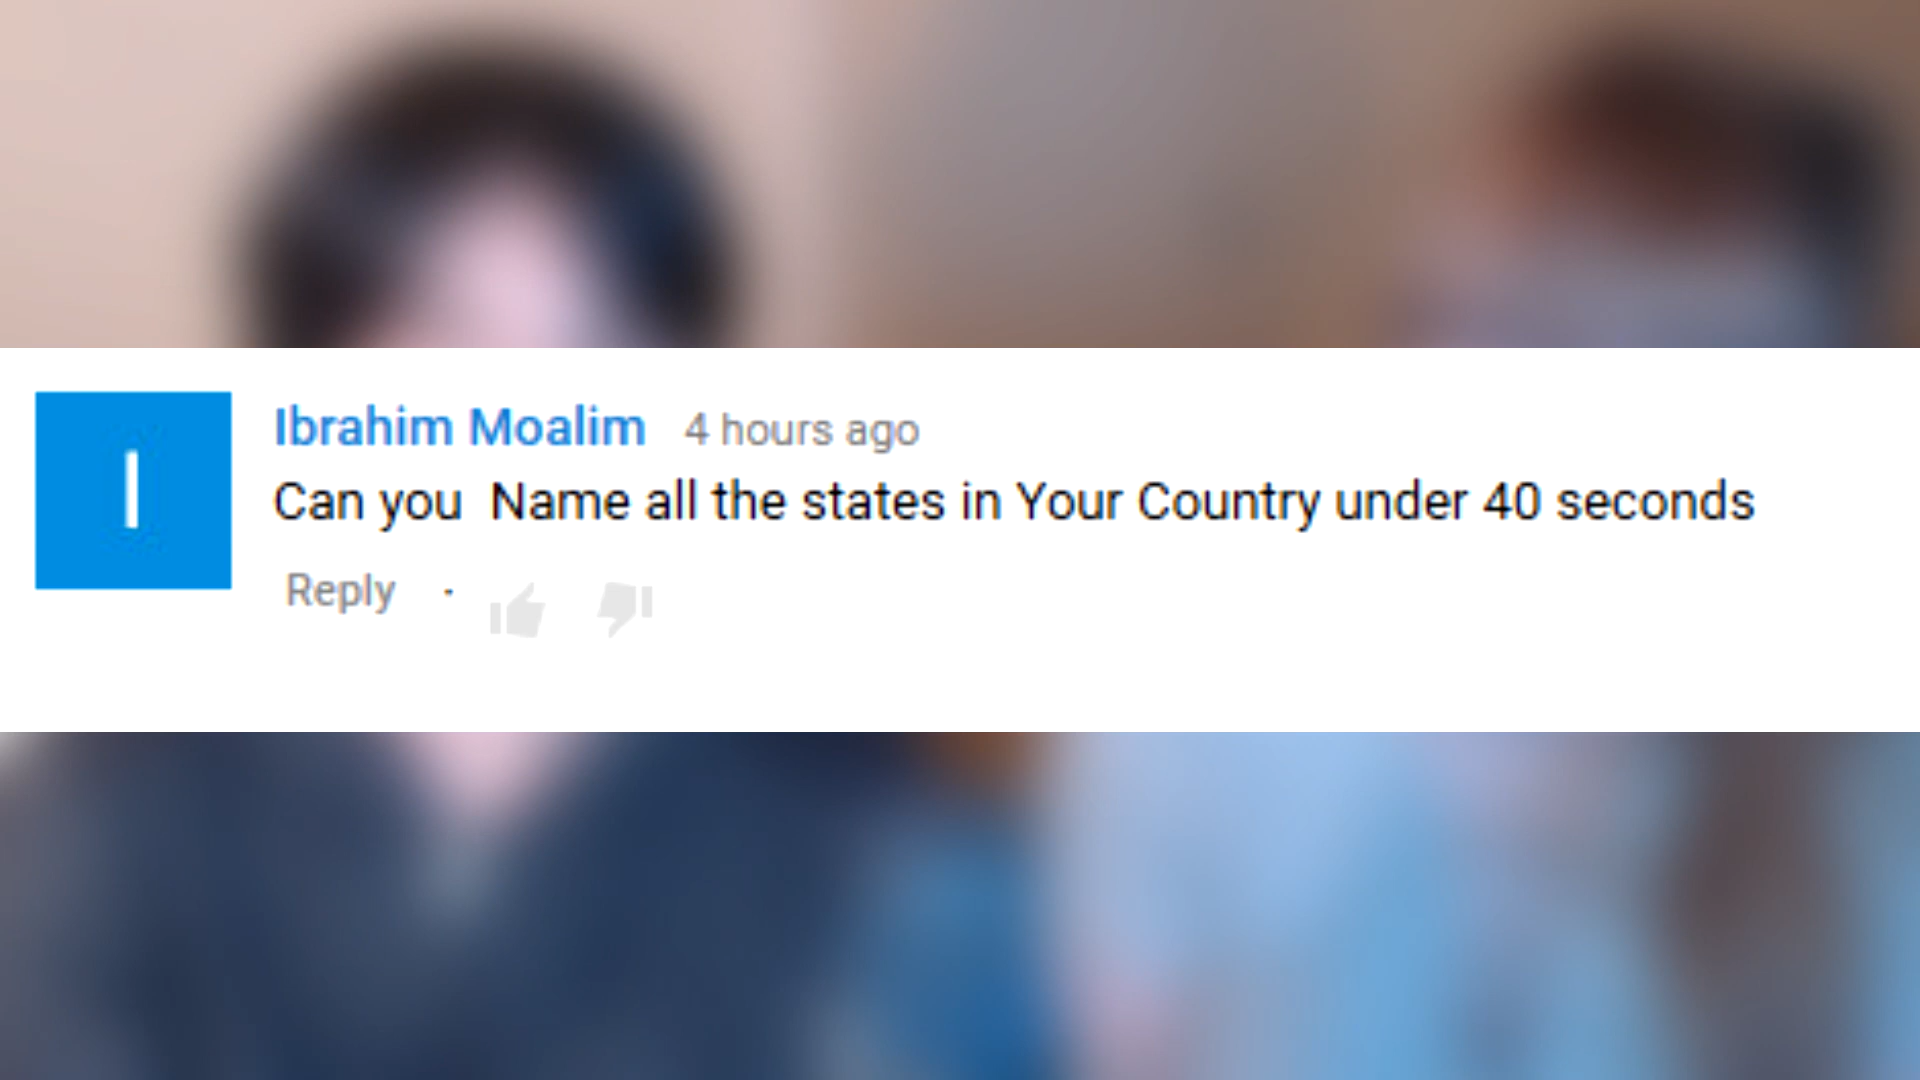 I
Ibrahim Moalim 4 hours ago
Can you  Name all the states in Your Country under 40 seconds
Reply ·